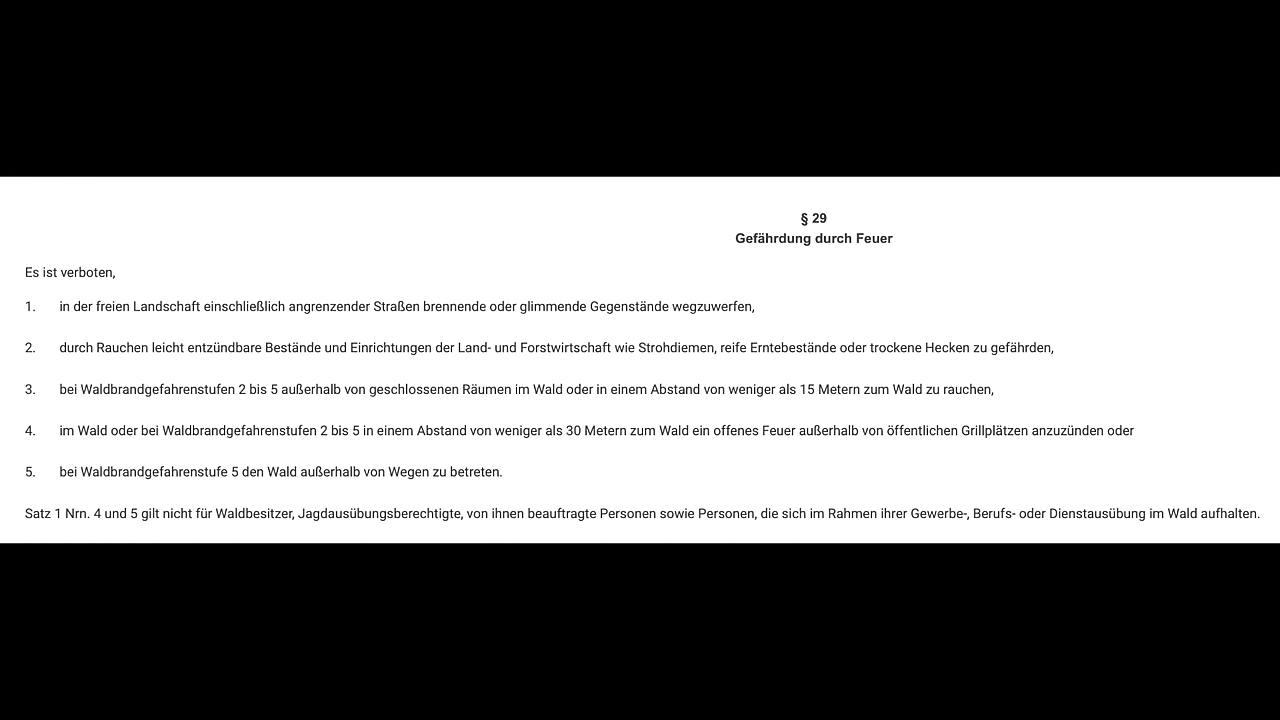 § 29
Gefährdung durch Feuer
Es ist verboten,
1. in der freien Landschaft einschließlich angrenzender Straßen brennende oder glimmende Gegenstände wegzuwerfen,
2. durch Rauchen leicht entzündbare Bestände und Einrichtungen der Land- und Forstwirtschaft wie Strohdiemen, reife Erntebestände oder trockene Hecken zu gefährden,
3. bei Waldbrandgefahrenstufen 2 bis 5 außerhalb von geschlossenen Räumen im Wald oder in einem Abstand von weniger als 15 Metern zum Wald zu rauchen,
4. im Wald oder bei Waldbrandgefahrenstufen 2 bis 5 in einem Abstand von weniger als 30 Metern zum Wald ein offenes Feuer außerhalb von öffentlichen Grillplätzen anzuzünden oder
5. bei Waldbrandgefahrenstufe 5 den Wald außerhalb von Wegen zu betreten.
Satz 1 Nrn. 4 und 5 gilt nicht für Waldbesitzer, Jagdausübungsberechtigte, von ihnen beauftragte Personen sowie Personen, die sich im Rahmen ihrer Gewerbe-, Berufs- oder Dienstausübung im Wald aufhalten.